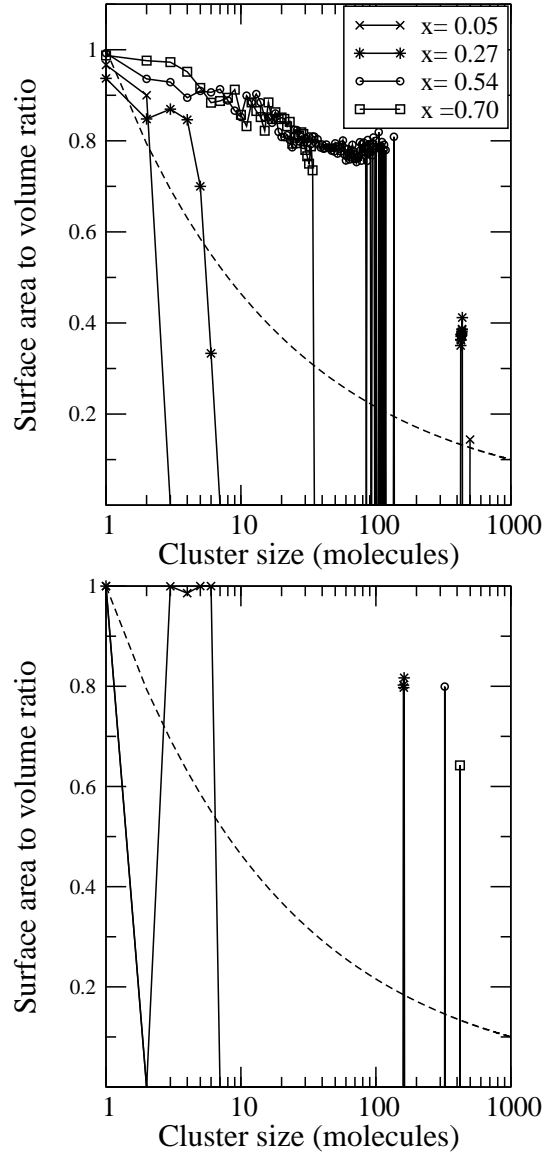 x= 0.05
x= 0.27
x= 0.54
x =0.70
1
0.8
0.6
0.4
0.2
Surface area to volume ratio
1 10 100 1000
Cluster size (molecules)
1
0.8
0.6
0.4
0.2
Surface area to volume ratio
1 10 100 1000
Cluster size (molecules)